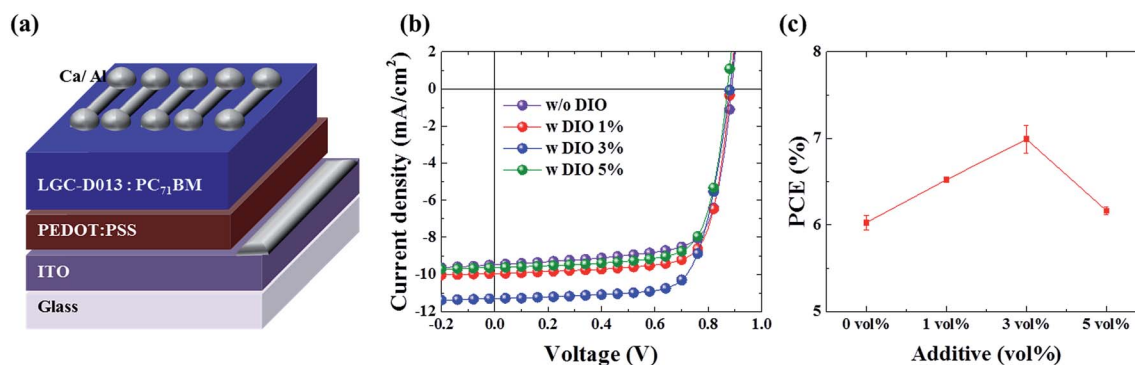 (a)
Ca/ Al
LGC-D013 : PC71BM
PEDOT:PSS
ITO
Glass
(b)
Current density (mA/cm2)
2
0
-2
-4
-6
-8
-10
-12
w/o DIO
w DIO 1%
w DIO 3%
w DIO 5%
-0.2
0.0
0.2
0.4
0.6
0.8
1.0
Voltage (V)
(c)
PCE (%)
8
7
6
5
0 vol%
1 vol%
3 vol%
5 vol%
Additive (vol%)